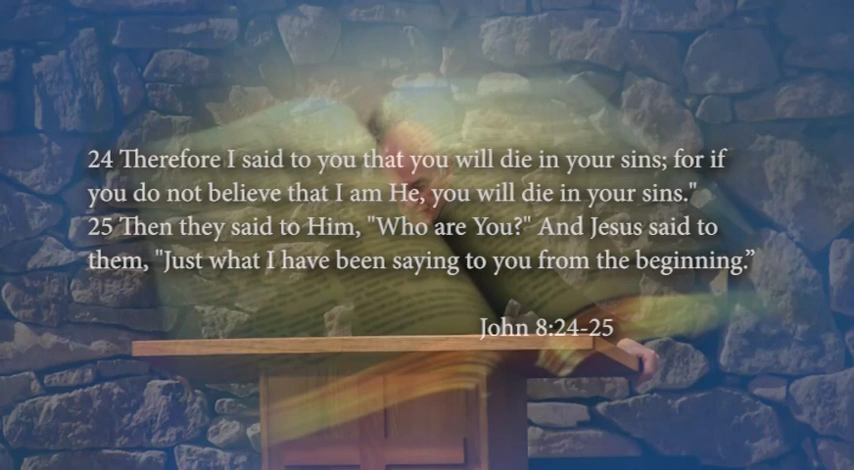 24 Therefore I said to you that you will die in your sins; for if
you do not believe that I am He, you will die in your sins."
25 Then they said to Him, "Who are You?" And Jesus said to
them, "Just what I have been saying to you from the beginning.”
John 8:24-25